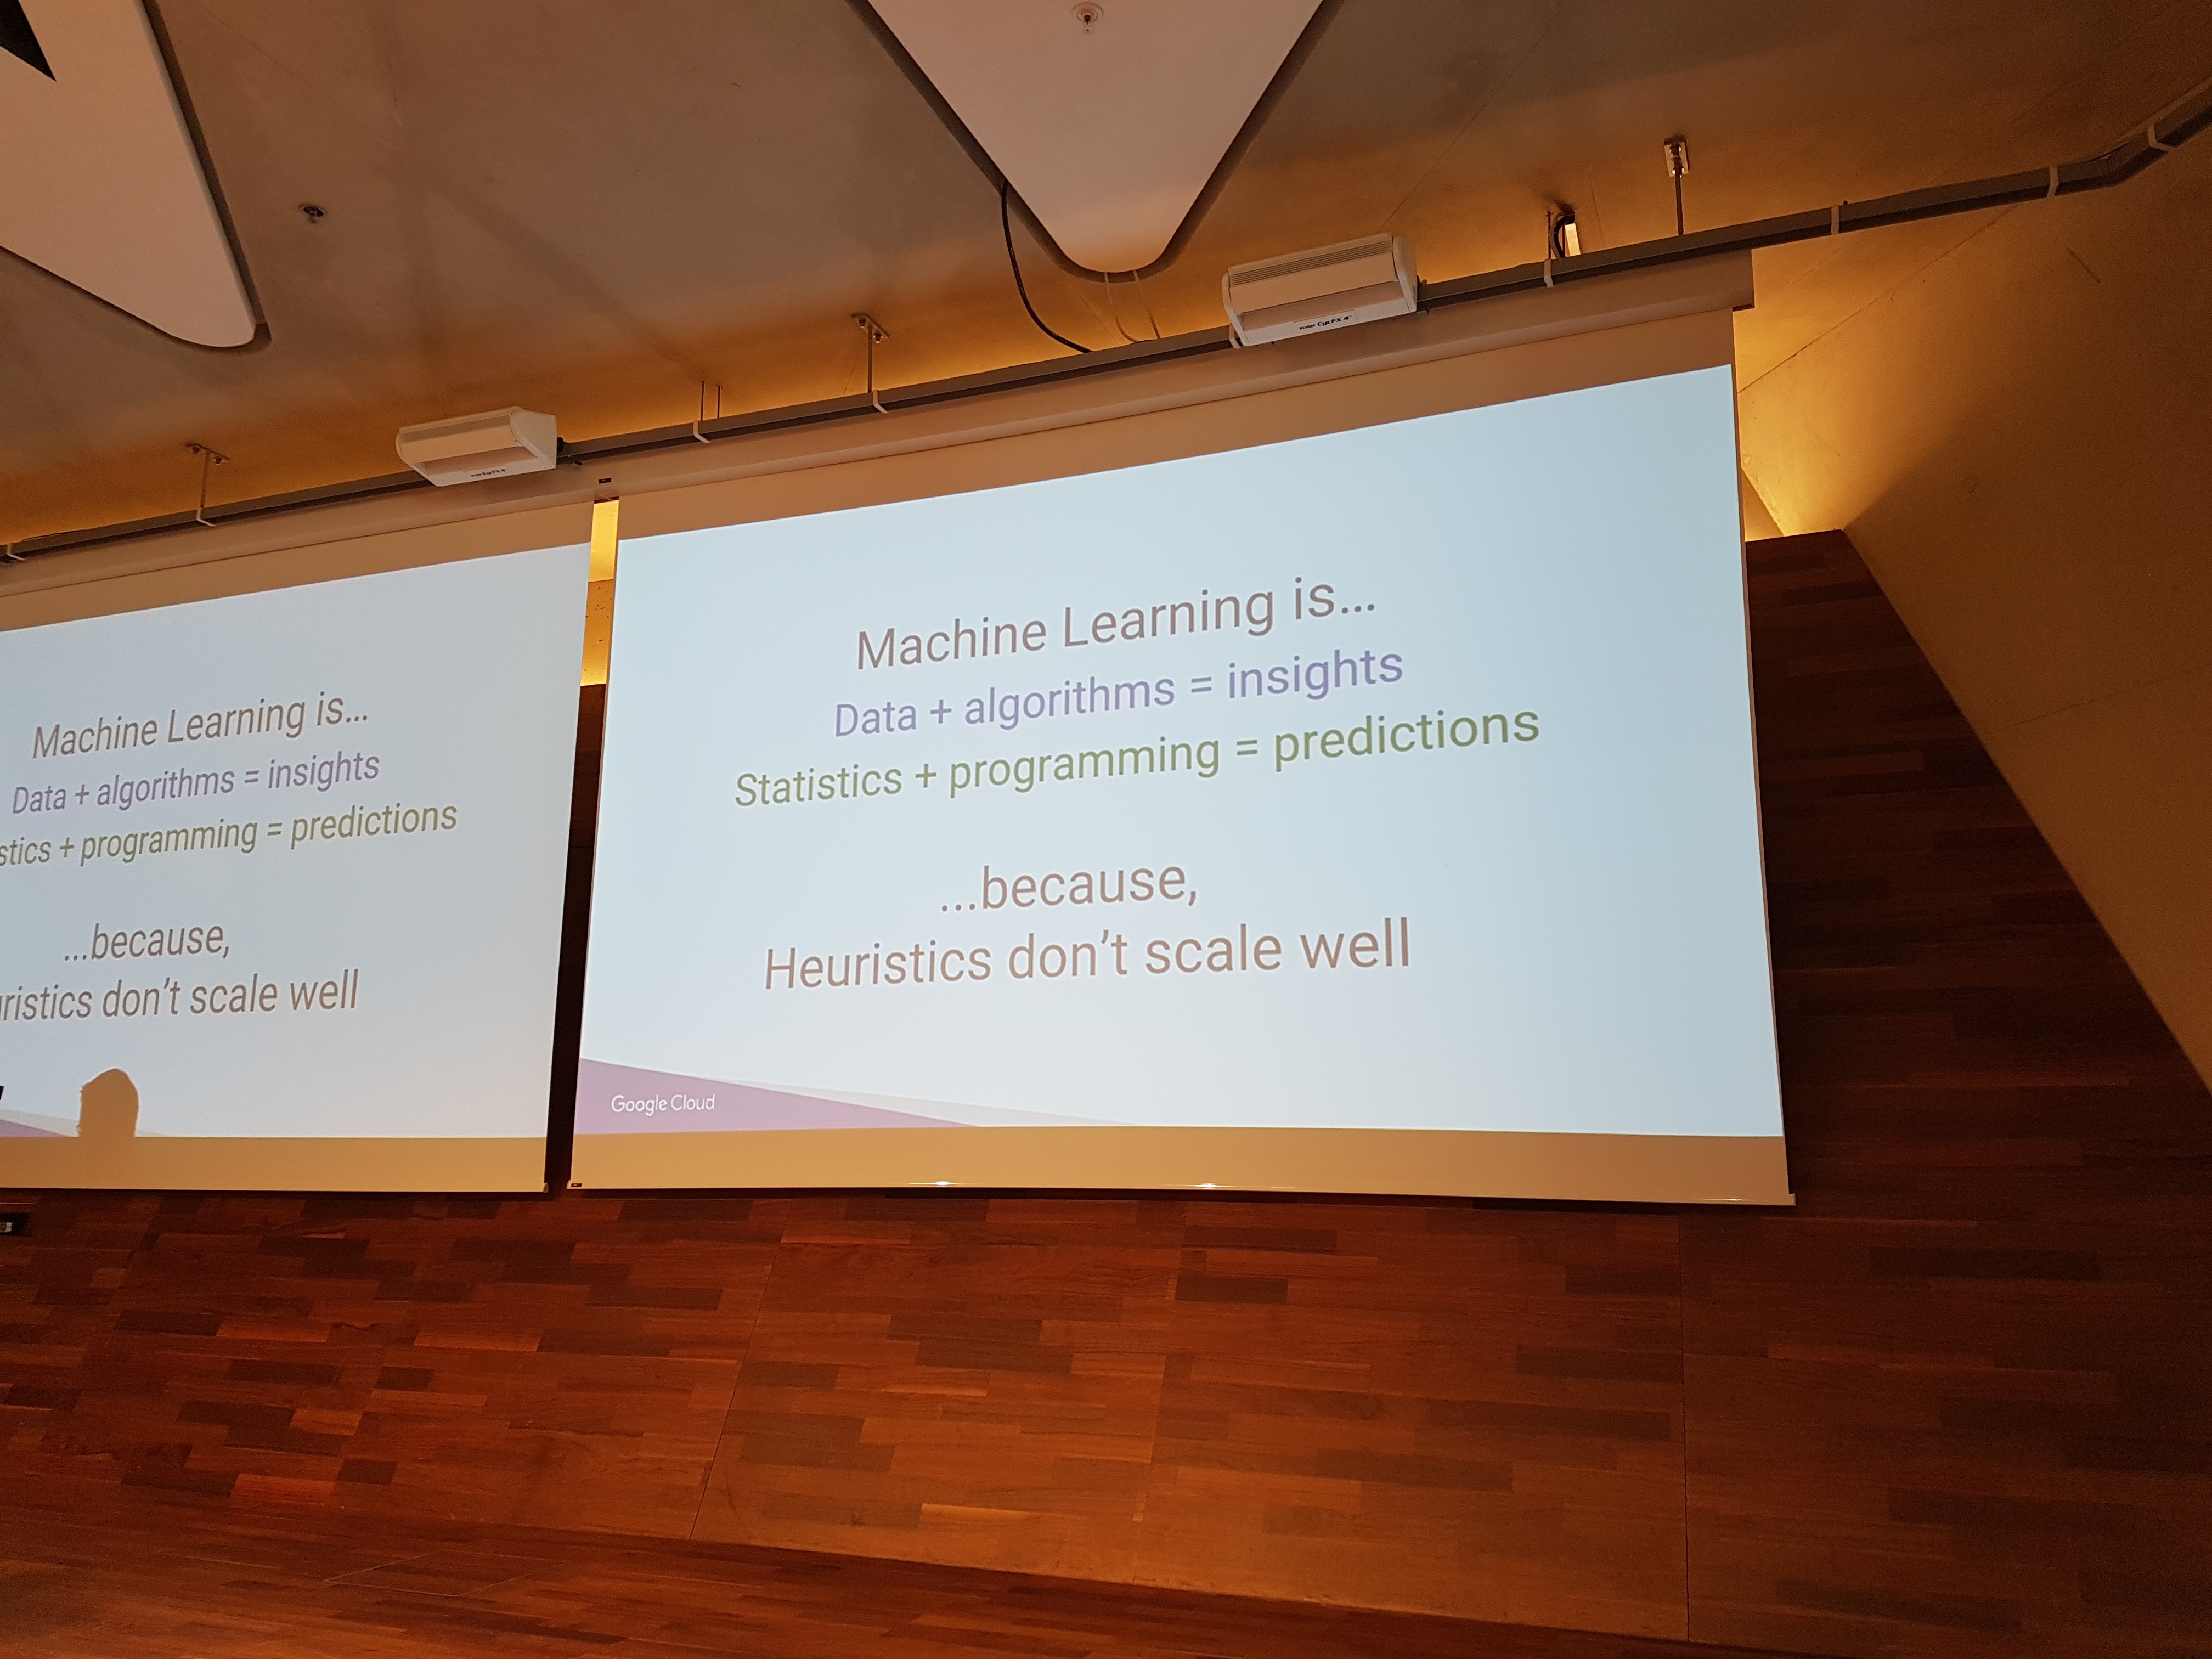 Machine Learning is...
Data + algorithms = insights
stics + programming = predictions
...because,
ristics don't scale well
Machine Learning is...
Data + algorithms = insights
Statistics + programming = predictions
...because,
Heuristics don't scale well
Google Cloud